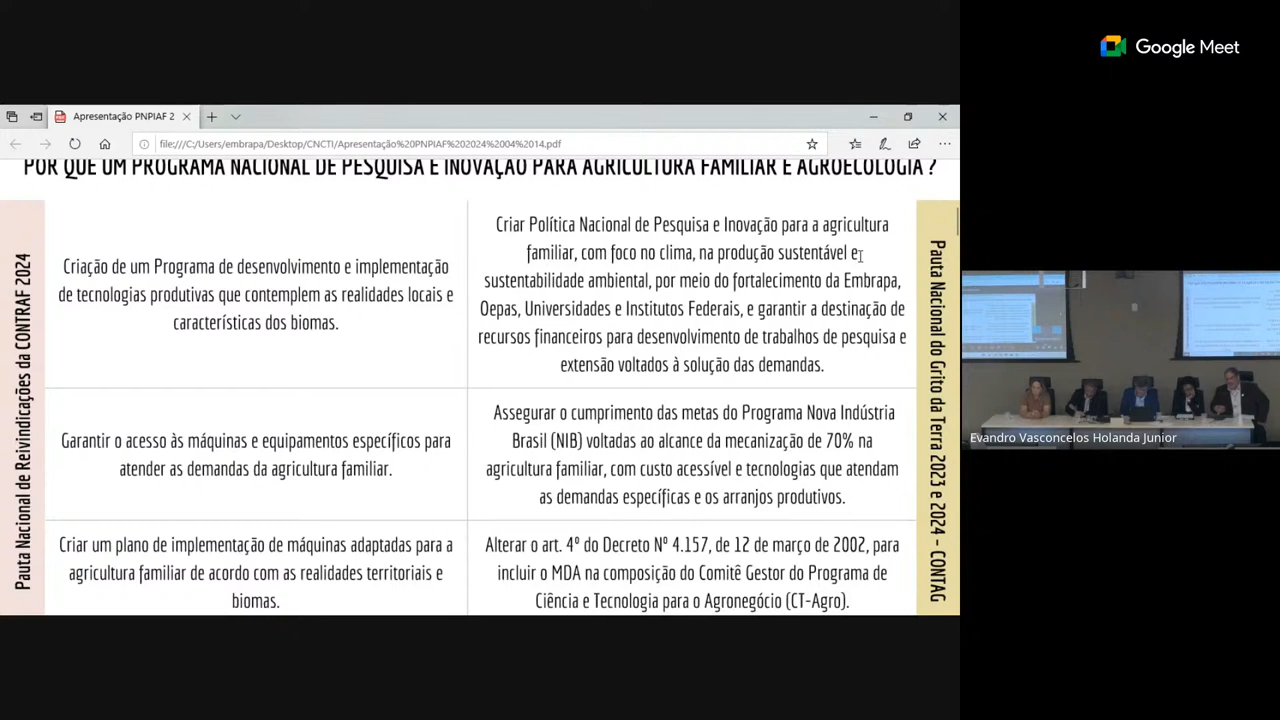 Google Meet
Apresentação PNPIAF 2
file:///C:/Users/embrapa/Desktop/CNCTI/Apresentação%20PNPIAF%202024%2004%2014.pdf
POR QUE UM PROGRAMA NACIONAL DE PESQUISA E INOVAÇÃO PARA AGRICULTURA FAMILIAR E AGROECOLOGIA ?
Pauta Nacional de Reivindicações da CONTRAF 2024
Criação de um Programa de desenvolvimento e implementação
de tecnologias produtivas que contemplem as realidades locais e
características dos biomas.
Criar Política Nacional de Pesquisa e Inovação para a agricultura
familiar, com foco no clima, na produção sustentável e
sustentabilidade ambiental, por meio do fortalecimento da Embrapa,
Oepas, Universidades e Institutos Federais, e garantir a destinação de
recursos financeiros para desenvolvimento de trabalhos de pesquisa e
extensão voltados à solução das demandas.
Garantir o acesso às máquinas e equipamentos específicos para
atender as demandas da agricultura familiar.
Assegurar o cumprimento das metas do Programa Nova Indústria
Brasil (NIB) voltadas ao alcance da mecanização de 70% na
agricultura familiar, com custo acessível e tecnologias que atendam
as demandas específicas e os arranjos produtivos.
Criar um plano de implementação de máquinas adaptadas para a
agricultura familiar de acordo com as realidades territoriais e
biomas.
Alterar o art. 4º do Decreto Nº 4.157, de 12 de março de 2002, para
incluir o MDA na composição do Comitê Gestor do Programa de
Ciência e Tecnologia para o Agronegócio (CT-Agro).
Pauta Nacional do Grito da Terra 2023 e 2024 - CONTAG
Evandro Vasconcelos Holanda Junior